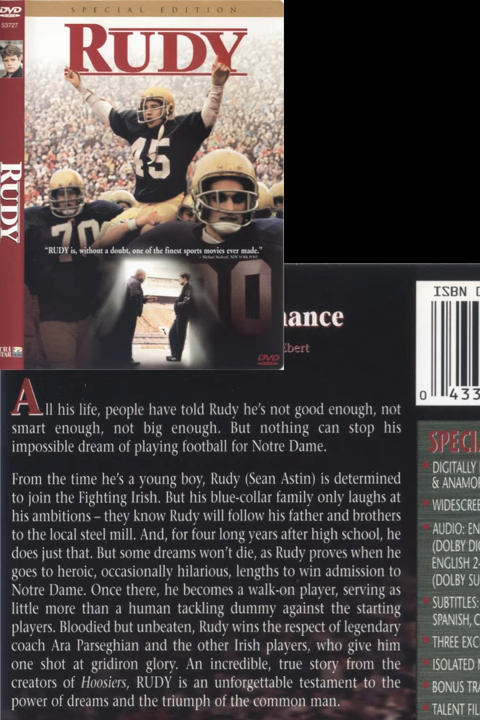 SPECIAL EDITION
DVD
53727
RUDY
RUDY
45
70
"RUDY is, without a doubt, one of the finest sports movies ever made."
DVD
All his life, people have told Rudy he's not good enough, not
smart enough, not big enough. But nothing can stop his
impossible dream of playing football for Notre Dame.
From the time he's a young boy, Rudy (Sean Astin) is determined
to join the Fighting Irish. But his blue-collar family only laughs at
his ambitions – they know Rudy will follow his father and brothers
to the local steel mill. And, for four years after high school, he
does just that. But some dreams won't die, as Rudy proves when he
goes to heroic, occasionally hilarious, lengths to win admission to
Notre Dame. Once there, he becomes a walk-on player, serving as
little more than a human tackling dummy against the starting
players. Bloodied but unbeaten, Rudy wins the respect of legendary
coach Ara Parseghian and the other Irish players, who give him
one shot at gridiron glory. An incredible, true story from the
creators of Hoosiers, RUDY is an unforgettable testament to the
power of dreams and the triumph of the common man.
Ebert
ISBN
0 433
DIGITALLY
& ANAMOR
WIDESCREE
AUDIO: EN
(DOLBY DIG
ENGLISH 2-
(DOLBY SU
SUBTITLES:
SPANISH, C
THREE EXC
ISOLATED M
BONUS TRA
TALENT FIL